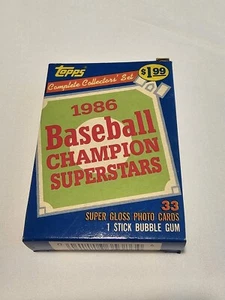 Topps
Complete Collectors' Set
$1.99
1986
Baseball
CHAMPION
SUPERSTARS
33
SUPER GLOSS PHOTO CARDS
1 STICK BUBBLE GUM